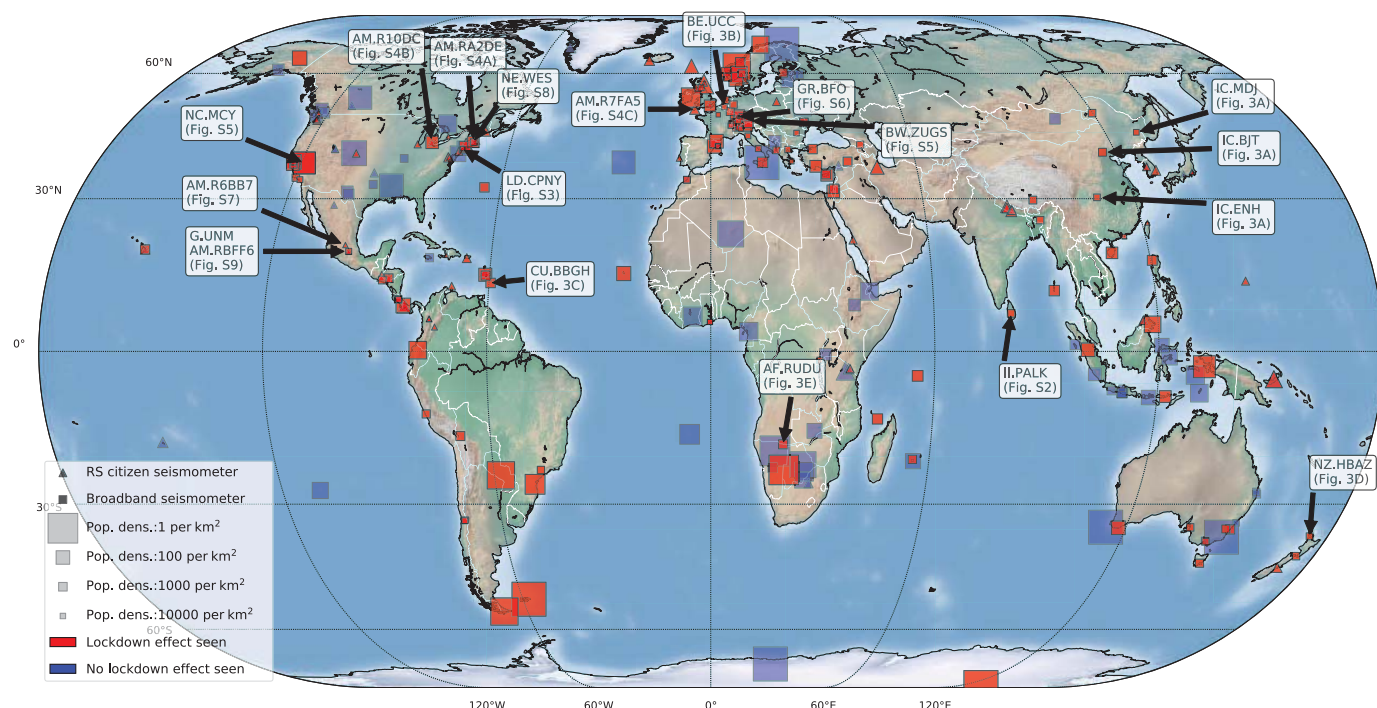 BE.UCC
(Fig. 3B)
AM.R10DC
(Fig. S4B)
AM.RA2DE
(Fig. S4A)
60°N
NE.WES
(Fig. S8)
GR.BFO
(Fig. S6)
IC.MDJ
(Fig. 3A)
AM.R7FA5
(Fig. S4C)
NC.MCY
(Fig. S5)
BW.ZUGS
(Fig. S5)
IC.BJT
(Fig. 3A)
30°N
AM.R6BB7
(Fig. S7)
LD.CPNY
(Fig. S3)
IC.ENH
(Fig. 3A)
G.UNM
AM.RBFF6
(Fig. S9)
CU.BBGH
(Fig. 3C)
0°
AF.RUDU
(Fig. 3E)
II.PALK
(Fig. S2)
NZ.HBAZ
(Fig. 3D)
RS citizen seismometer
Broadband seismometer
30°S
Pop. dens.:1 per km²
Pop. dens.:100 per km²
Pop. dens.:1000 per km²
Pop. dens.:10000 per km²
60°S
Lockdown effect seen
No lockdown effect seen
120°W 60°W 0° 60°E 120°E